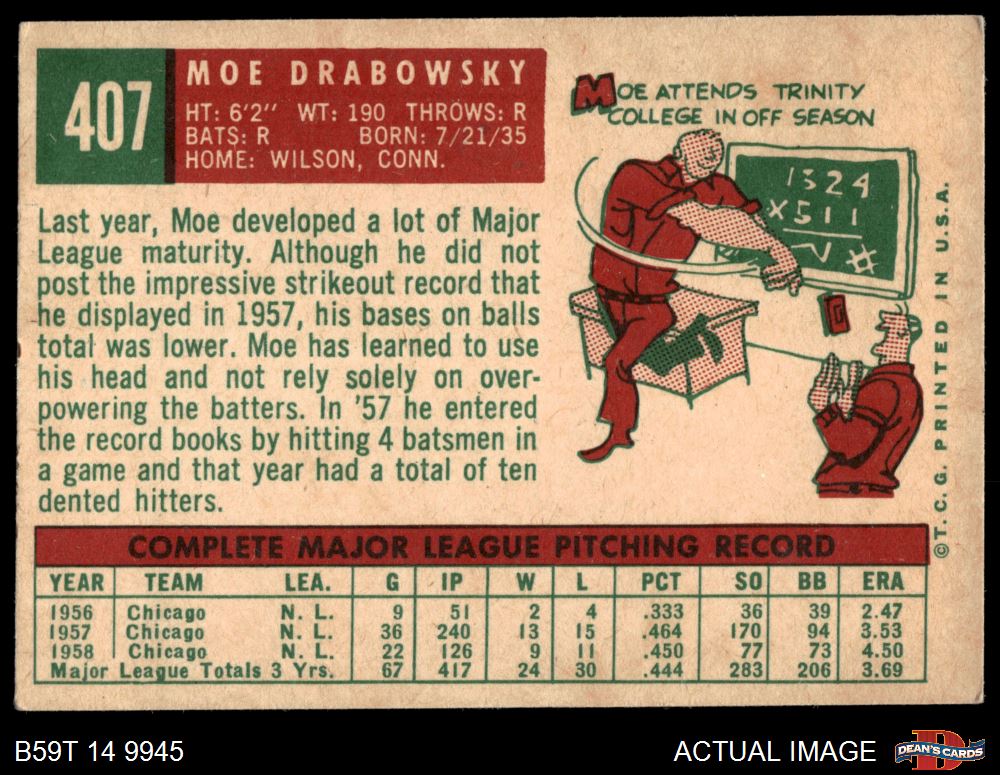 407
MOE DRABOWSKY
HT: 6'2" WT: 190 THROWS: R
BATS: R BORN: 7/21/35
HOME: WILSON, CONN.
MOE ATTENDS TRINITY
COLLEGE IN OFF SEASON
1324
X511
Last year, Moe developed a lot of Major
League maturity. Although he did not
post the impressive strikeout record that
he displayed in 1957, his bases on balls
total was lower. Moe has learned to use
his head and not rely solely on over-
powering the batters. In '57 he entered
the record books by hitting 4 batsmen in
a game and that year had a total of ten
dented hitters.
©T. C. G. PRINTED IN U.S.A.
COMPLETE MAJOR LEAGUE PITCHING RECORD
YEAR TEAM LEA. G IP W L PCT SO BB ERA
1956 Chicago N. L. 9 51 2 4 .333 36 39 2.47
1957 Chicago N. L. 36 240 13 15 .464 170 94 3.53
1958 Chicago N. L. 22 126 9 11 .450 77 73 4.50
Major League Totals 3 Yrs. 67 417 24 30 .444 283 206 3.69
B59T 14 9945
ACTUAL IMAGE
DEAN'S CARDS